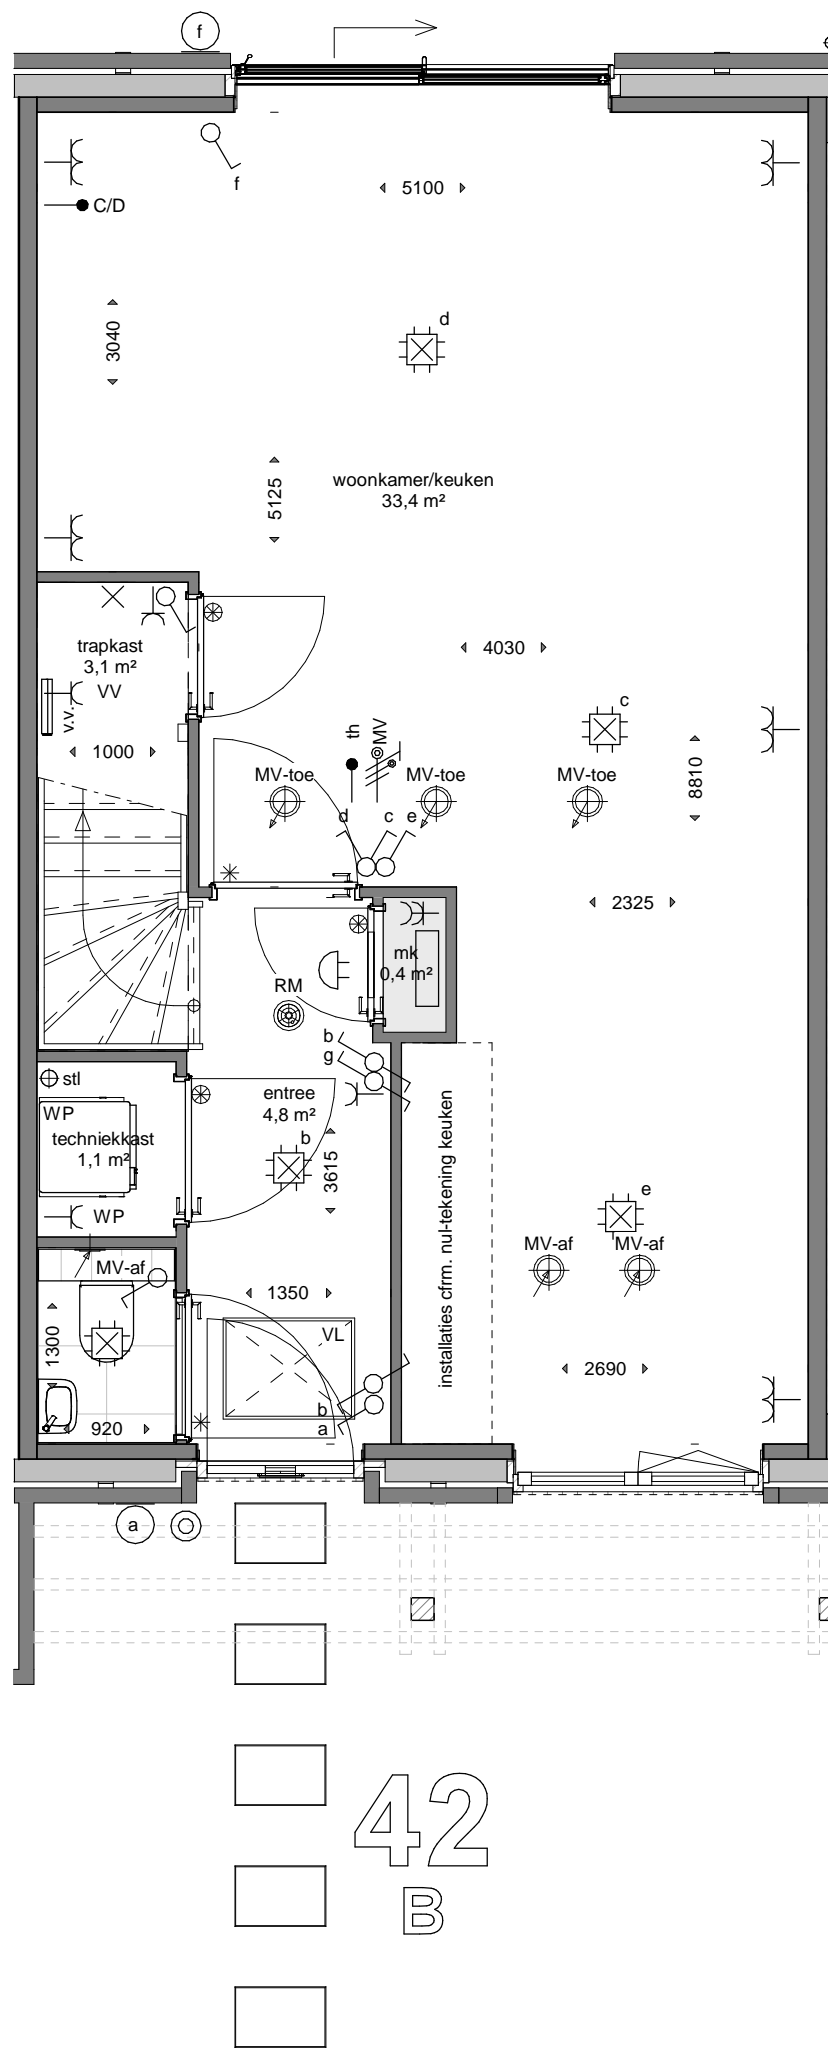 f
f
5100
C/D
3040
d
woonkamer/keuken
33,4 m²
5125
trapkast
3,1 m²
VV
v.v.
1000
4030
c
th
MV
MV-toe
MV-toe
MV-toe
8810
d
c
e
2325
mk
0,4 m²
RM
b
g
stl
WP
techniekkast
1,1 m²
WP
entree
4,8 m²
b
3615
installaties cfrm. nul-tekening keuken
e
MV-af
MV-af
MV-af
1300
920
1350
VL
b
a
2690
a
42
B